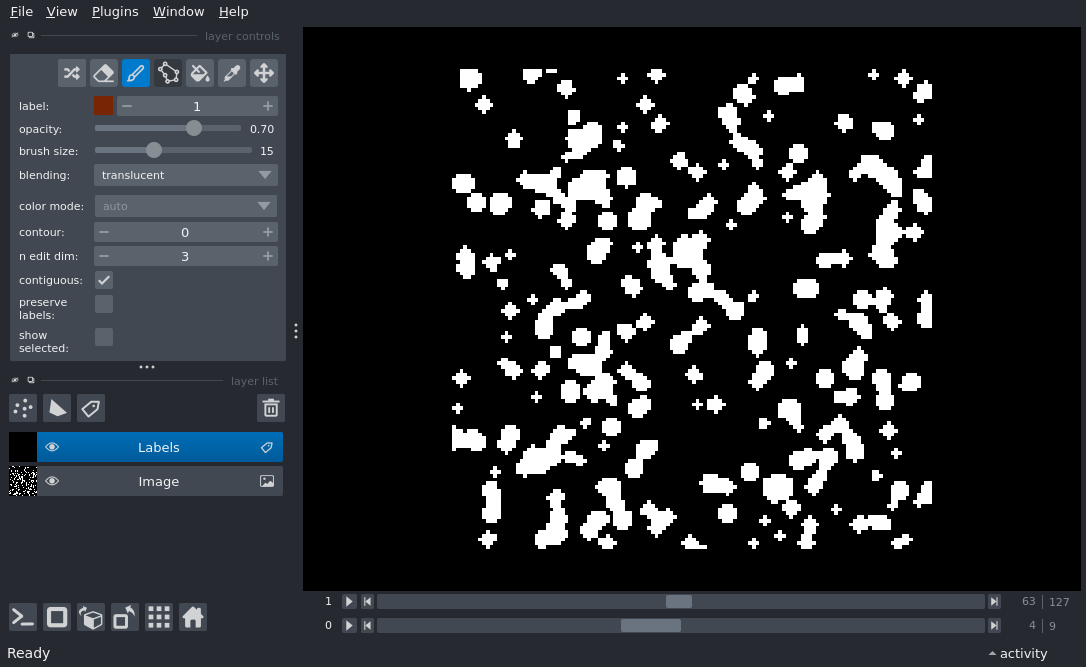 File View Plugins Window Help
layer controls
label: 1
opacity: 0.70
brush size: 15
blending: translucent
color mode: auto
contour: 0
n edit dim: 3
contiguous:
preserve
labels:
show
selected:
layer list
Labels
Image
1 63 127
0 4 9
Ready
activity